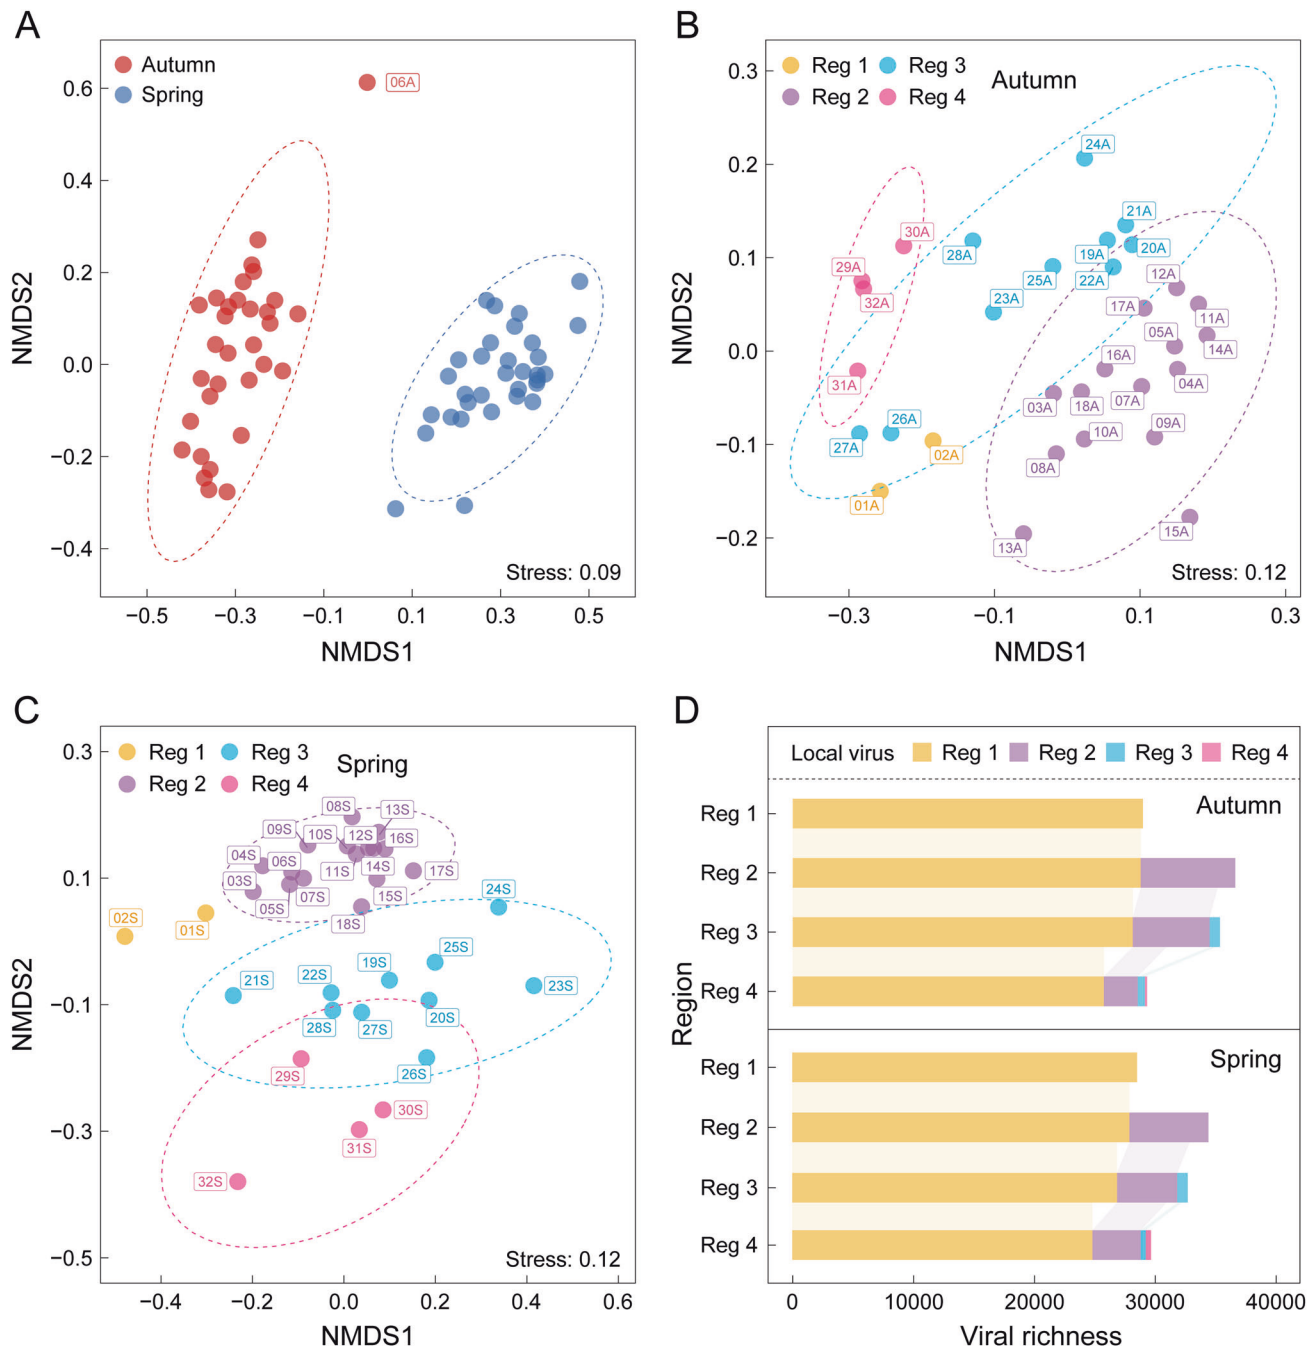 A
Autumn
Spring
06A
0.6
0.4
0.2
0.0
−0.2
−0.4
NMDS2
Stress: 0.09
−0.5
−0.3
−0.1
0.1
0.3
0.5
NMDS1
B
Reg 1
Reg 3
Reg 2
Reg 4
Autumn
0.3
0.2
0.1
0.0
−0.1
−0.2
NMDS2
24A
21A
30A
19A
20A
28A
29A
25A
22A
12A
32A
23A
17A
11A
05A
14A
16A
31A
04A
03A
18A
07A
26A
27A
02A
10A
09A
08A
01A
15A
13A
Stress: 0.12
−0.3
−0.1
0.1
0.3
NMDS1
C
Reg 1
Reg 3
Reg 2
Reg 4
Spring
0.3
0.1
−0.1
−0.3
−0.5
NMDS2
08S
13S
09S
10S
12S
16S
04S
06S
11S
14S
17S
03S
07S
15S
05S
18S
24S
02S
01S
25S
19S
22S
21S
23S
28S
27S
20S
29S
26S
30S
31S
32S
Stress: 0.12
−0.4
−0.2
0.0
0.2
0.4
0.6
NMDS1
D
Local virus
Reg 1
Reg 2
Reg 3
Reg 4
Autumn
Reg 1
Reg 2
Reg 3
Reg 4
Region
Spring
Reg 1
Reg 2
Reg 3
Reg 4
0
10000
20000
30000
40000
Viral richness